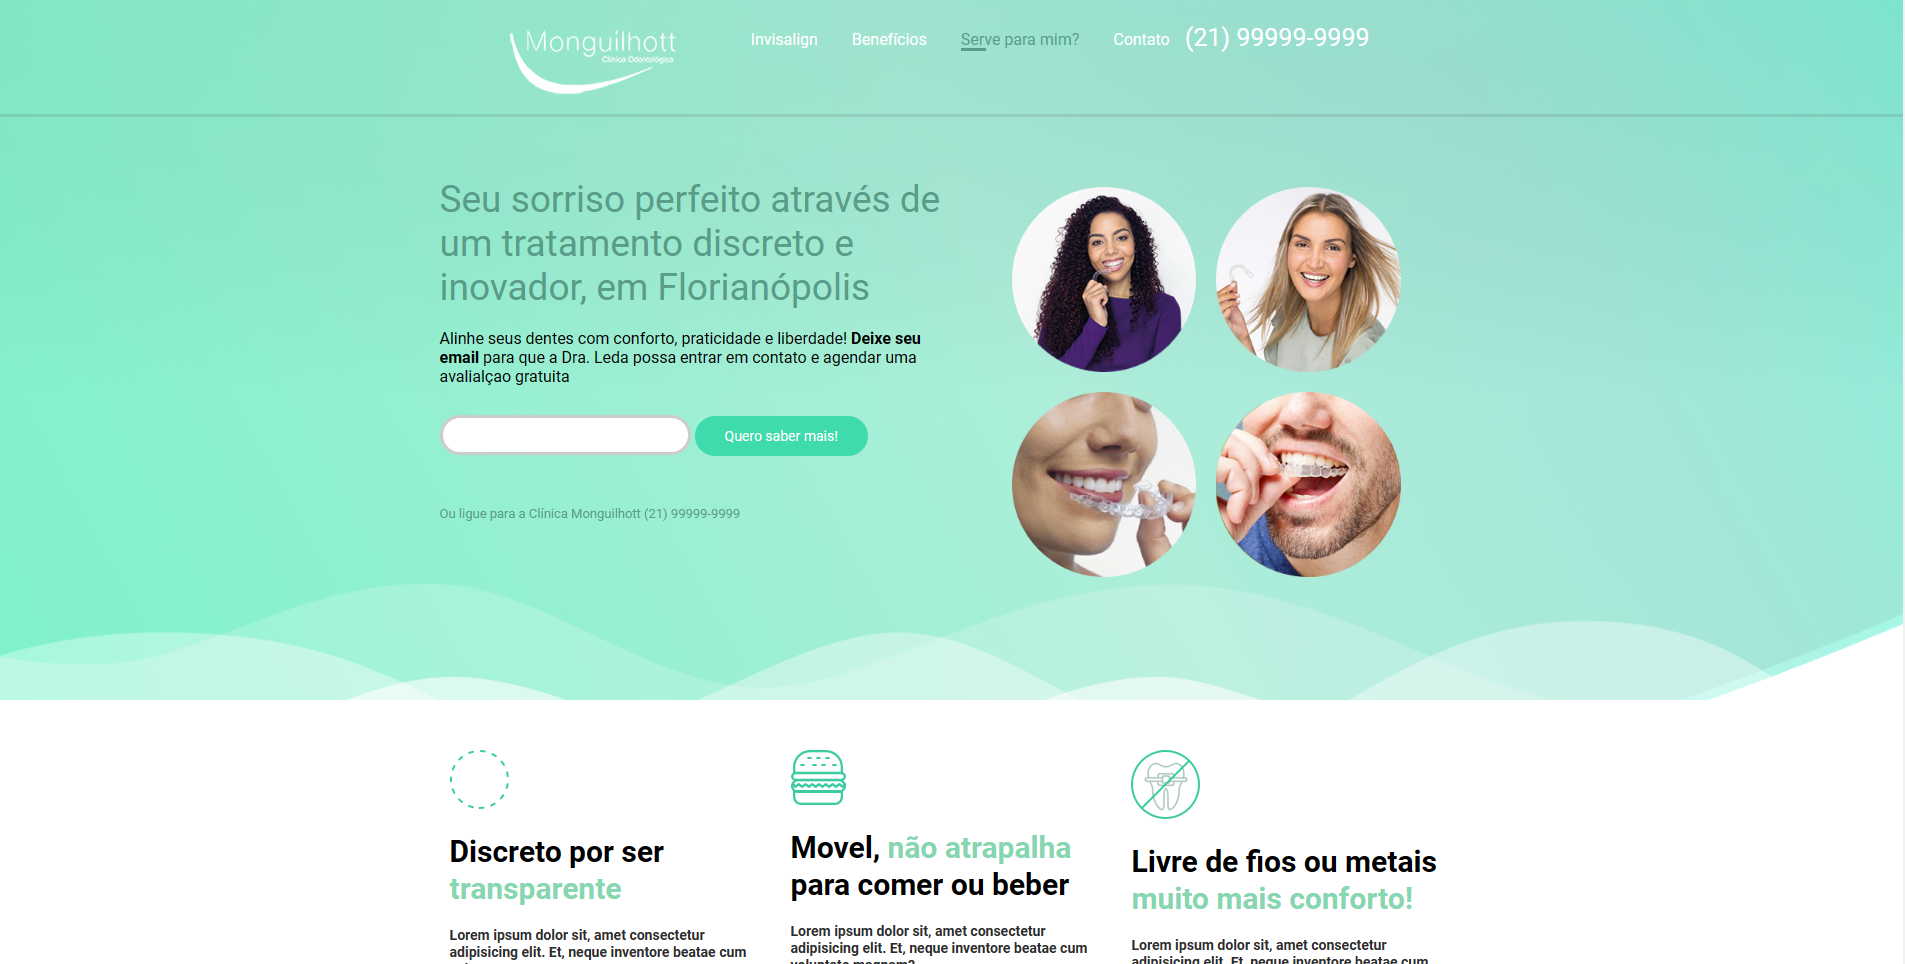 Monguilhott
Clínica Odontológica
Invisalign Benefícios Serve para mim? Contato (21) 99999-9999
Seu sorriso perfeito através de
um tratamento discreto e
inovador, em Florianópolis
Alinhe seus dentes com conforto, praticidade e liberdade! Deixe seu
email para que a Dra. Leda possa entrar em contato e agendar uma
avalialçao gratuita
Quero saber mais!
Ou ligue para a Clínica Monguilhott (21) 99999-9999
Discreto por ser
transparente
Lorem ipsum dolor sit, amet consectetur
adipisicing elit. Et, neque inventore beatae cum
Movel, não atrapalha
para comer ou beber
Lorem ipsum dolor sit, amet consectetur
adipisicing elit. Et, neque inventore beatae cum
voluptate magnam?
Livre de fios ou metais
muito mais conforto!
Lorem ipsum dolor sit, amet consectetur
adipisicing elit. Et, neque inventore beatae cum